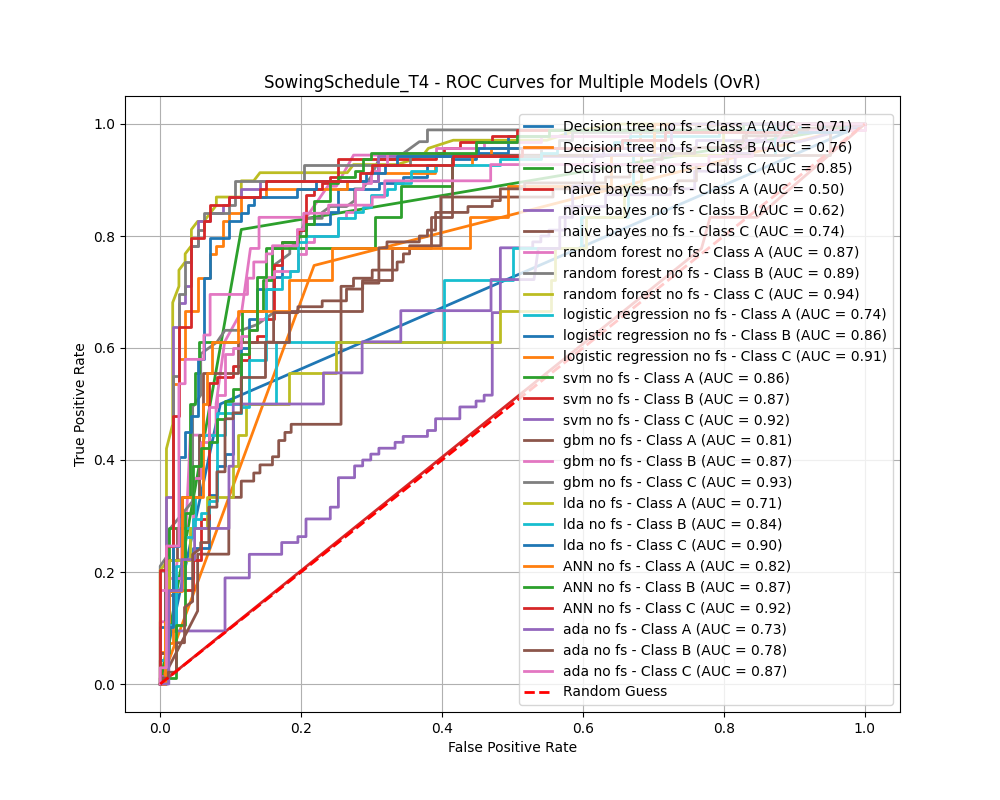 SowingSchedule_T4 - ROC Curves for Multiple Models (OvR)
True Positive Rate
1.0
0.8
0.6
0.4
0.2
0.0
Decision tree no fs - Class A (AUC = 0.71)
Decision tree no fs - Class B (AUC = 0.76)
Decision tree no fs - Class C (AUC = 0.85)
naive bayes no fs - Class A (AUC = 0.50)
naive bayes no fs - Class B (AUC = 0.62)
naive bayes no fs - Class C (AUC = 0.74)
random forest no fs - Class A (AUC = 0.87)
random forest no fs - Class B (AUC = 0.89)
random forest no fs - Class C (AUC = 0.94)
logistic regression no fs - Class A (AUC = 0.74)
logistic regression no fs - Class B (AUC = 0.86)
logistic regression no fs - Class C (AUC = 0.91)
svm no fs - Class A (AUC = 0.86)
svm no fs - Class B (AUC = 0.87)
svm no fs - Class C (AUC = 0.92)
gbm no fs - Class A (AUC = 0.81)
gbm no fs - Class B (AUC = 0.87)
gbm no fs - Class C (AUC = 0.93)
lda no fs - Class A (AUC = 0.71)
lda no fs - Class B (AUC = 0.84)
lda no fs - Class C (AUC = 0.90)
ANN no fs - Class A (AUC = 0.82)
ANN no fs - Class B (AUC = 0.87)
ANN no fs - Class C (AUC = 0.92)
ada no fs - Class A (AUC = 0.73)
ada no fs - Class B (AUC = 0.78)
ada no fs - Class C (AUC = 0.87)
Random Guess
0.0 0.2 0.4 0.6 0.8 1.0
False Positive Rate